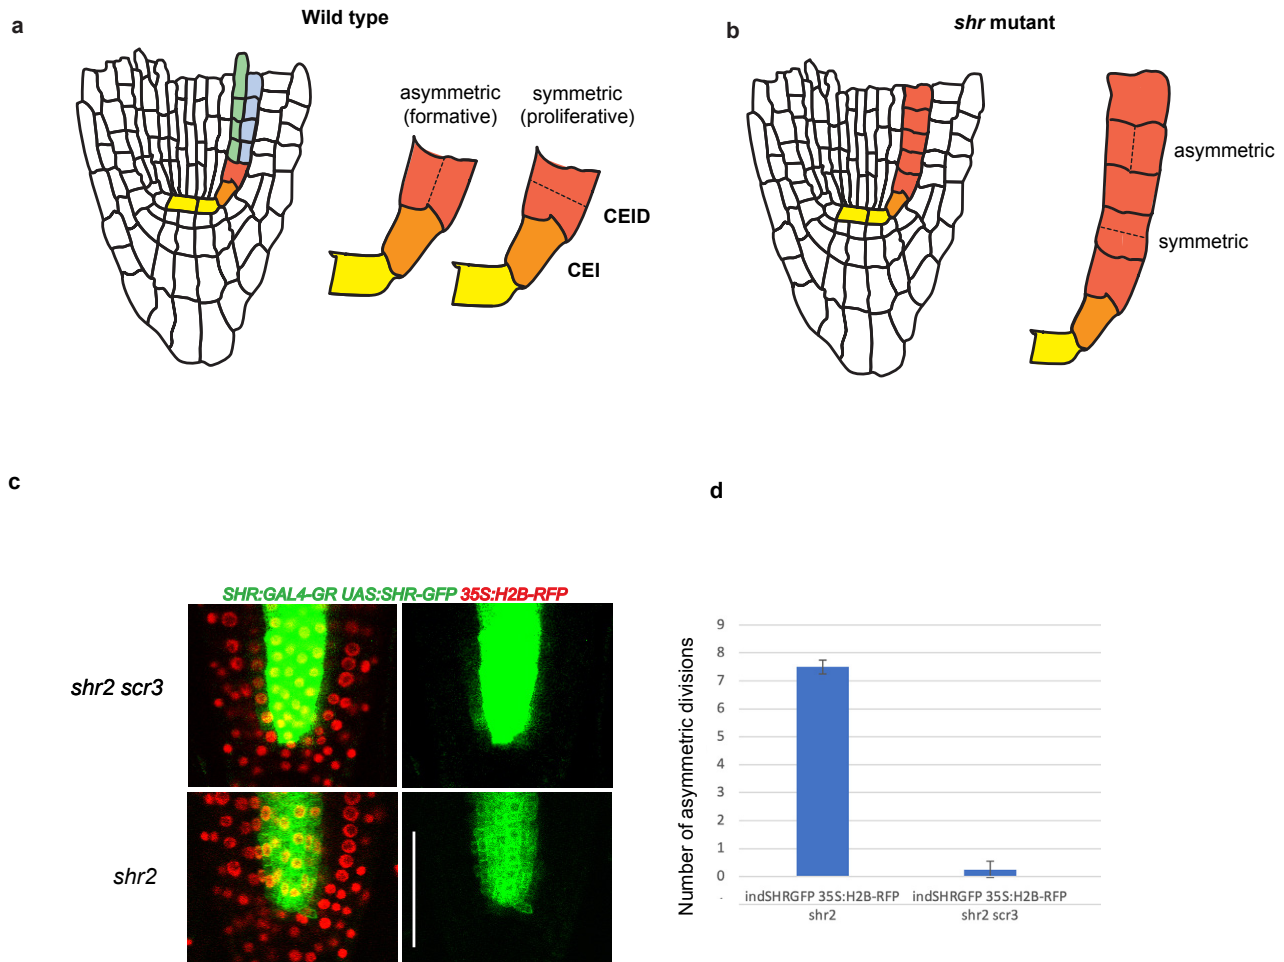 a
Wild type
asymmetric
(formative)
symmetric
(proliferative)
CEID
CEI
b
shr mutant
asymmetric
symmetric
c
SHR:GAL4-GR UAS:SHR-GFP 35S:H2B-RFP
shr2 scr3
shr2
d
Number of asymmetric divisions
9
8
7
6
5
4
3
2
1
0
-
indSHRGFP 35S:H2B-RFP
shr2
indSHRGFP 35S:H2B-RFP
shr2 scr3